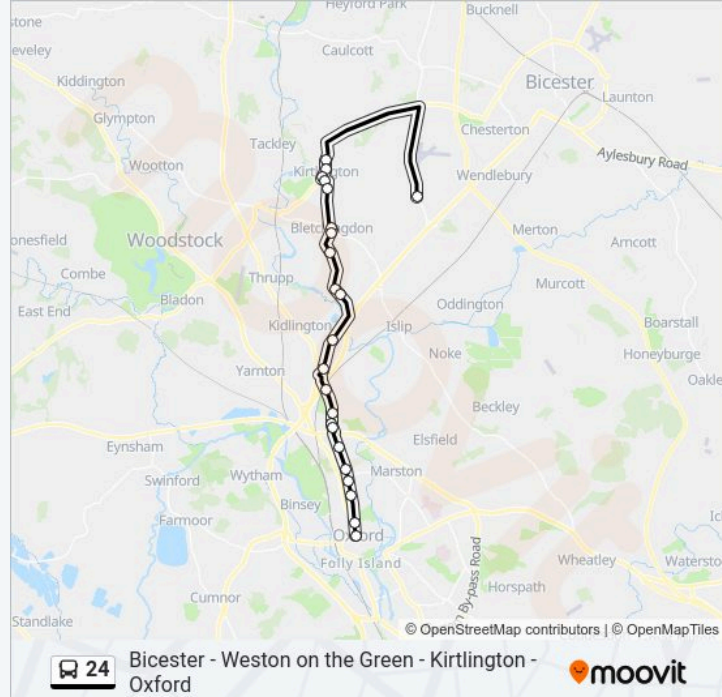 Heyford Park
Bucknell
stone
eveley
Caulcott
Kiddington
Bicester
Launton
Glympton
Chesterton
Tackley
Wootton
Aylesbury Road
Kirtlington
Wendlebury
Bletchingdon
Merton
onesfield
Woodstock
Arncott
Combe
Thrupp
Murcott
Bladon
Oddington
East End
Kidlington
Islip
Boarstall
Noke
Honeyburge
Yarnton
Oakle
Beckley
Eynsham
Elsfield
Wytham
Marston
Swinford
Binsey
Farmoor
Oxford
Wheatley
Waterstoc
Folly Island
Horspath
Cumnor
n By-pass Road
Standlake
© OpenStreetMap contributors | © OpenMapTiles
24
Bicester - Weston on the Green - Kirtlington -
Oxford
moovit